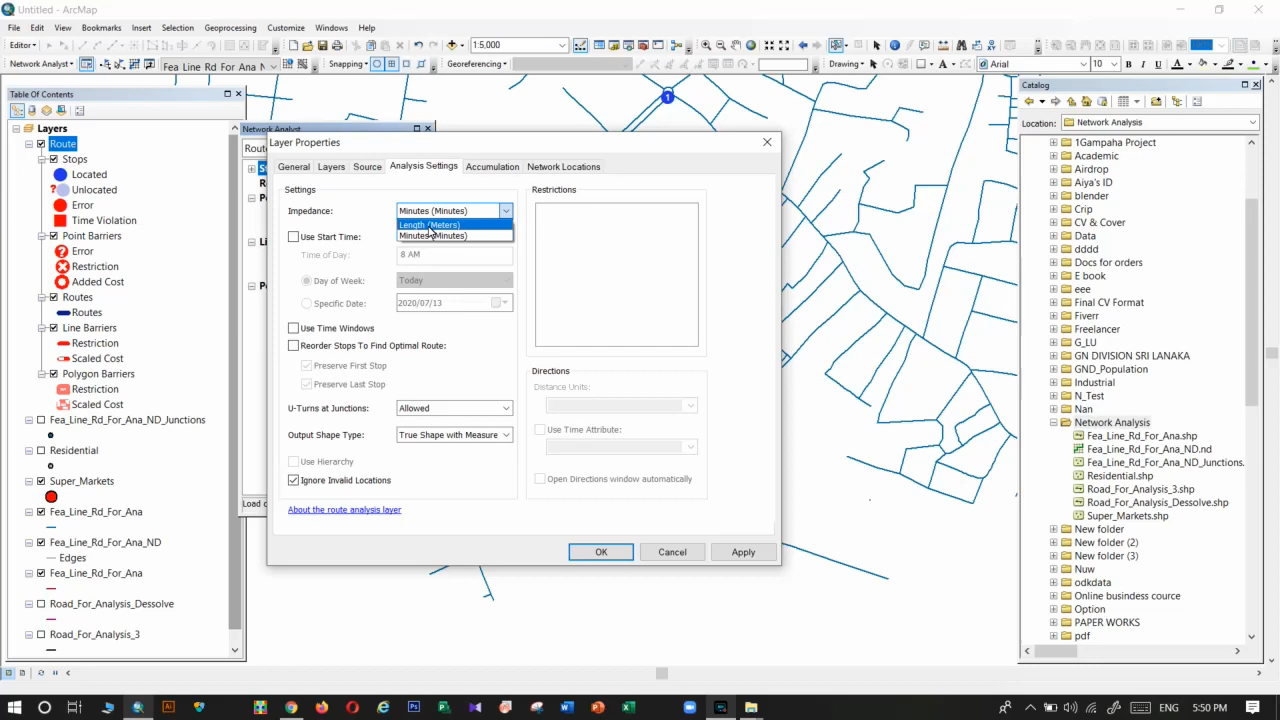 Untitled - ArcMap
File Edit View Bookmarks Insert Selection Geoprocessing Customize Windows Help
Editor 1:5,000
Network Analyst Fea_Line_Rd_For_Ana_N Snapping Georeferencing Drawing Arial 10 B I U A
Table Of Contents
Layers
Route
Stops
Located
Unlocated
Error
Time Violation
Point Barriers
Error
Restriction
Added Cost
Routes
Routes
Line Barriers
Restriction
Scaled Cost
Polygon Barriers
Restriction
Scaled Cost
Fea_Line_Rd_For_Ana_ND_Junctions
Residential
Super_Markets
Fea_Line_Rd_For_Ana
Fea_Line_Rd_For_Ana_ND
Edges
Fea_Line_Rd_For_Ana
Road_For_Analysis_Dessolve
Road_For_Analysis_3
1
Network Analyst
Layer Properties
General Layers Source Analysis Settings Accumulation Network Locations
Settings
Impedance: Minutes (Minutes)
Length (Meters)
Minutes (Minutes)
Use Start Time:
Time of Day: 8 AM
Day of Week: Today
Specific Date: 2020/07/13
Use Time Windows
Reorder Stops To Find Optimal Route:
Preserve First Stop
Preserve Last Stop
U-Turns at Junctions: Allowed
Output Shape Type: True Shape with Measure
Use Hierarchy
Ignore Invalid Locations
About the route analysis layer
Restrictions
Directions
Distance Units:
Use Time Attribute:
Open Directions window automatically
OK Cancel Apply
Catalog
Location: Network Analysis
1Gampaha Project
Academic
Airdrop
Aiya's ID
blender
Crip
CV & Cover
Data
dddd
Docs for orders
E book
eee
Final CV Format
Fiverr
Freelancer
G_LU
GN DIVISION SRI LANAKA
GND_Population
Industrial
N_Test
Nan
Network Analysis
Fea_Line_Rd_For_Ana.shp
Fea_Line_Rd_For_Ana_ND.nd
Fea_Line_Rd_For_Ana_ND_Junctions.
Residential.shp
Road_For_Analysis_3.shp
Road_For_Analysis_Dessolve.shp
Super_Markets.shp
New folder
New folder (2)
New folder (3)
Nuw
odkdata
Online busindess cource
Option
PAPER WORKS
pdf
ENG 5:50 PM